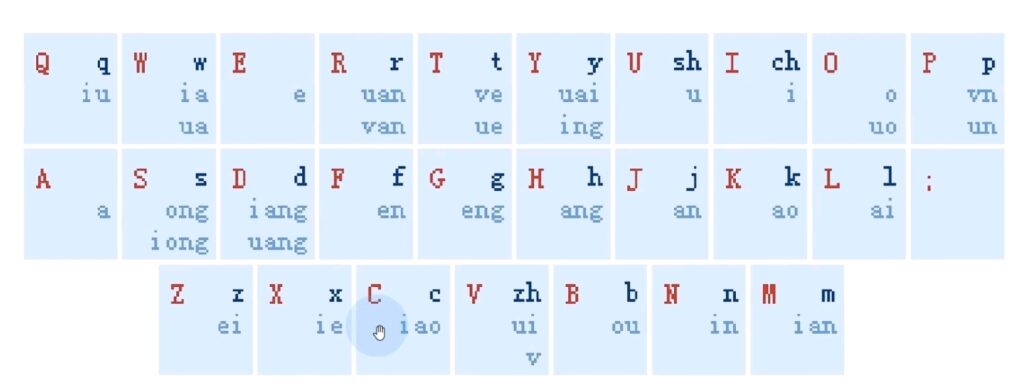 Q q W w E R r T t Y y U sh I ch O P p
iu ia e uan ve uai u i o vn
ua van ue ing uo un
A S s D d F f G g H h J j K k L l ;
a ong iang en eng ang an ao ai
iong uang
Z z X x C c V zh B b N n M m
ei ie iao ui ou in ian
v